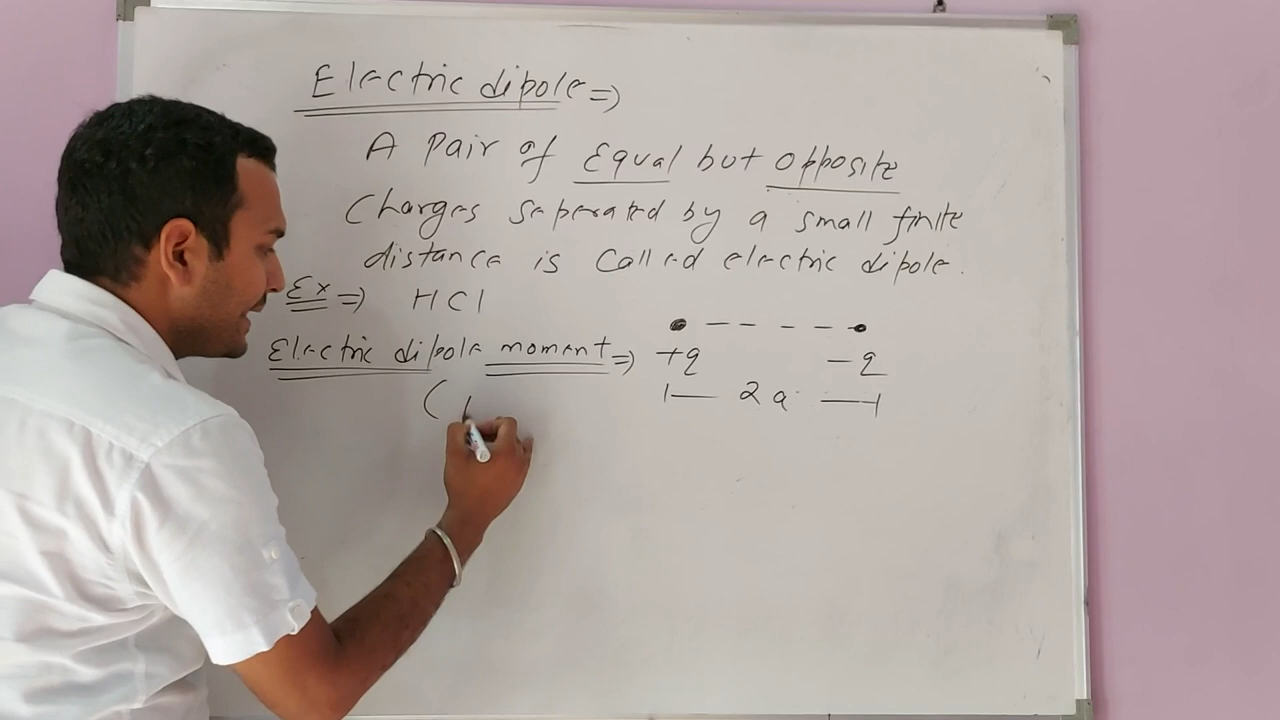 Electric dipole =>
A Pair of Equal but opposite
Charges seperated by a small finite
distance is Called electric dipole.
Ex => HCl
Electric dipole moment =>
+q - q
2a
(